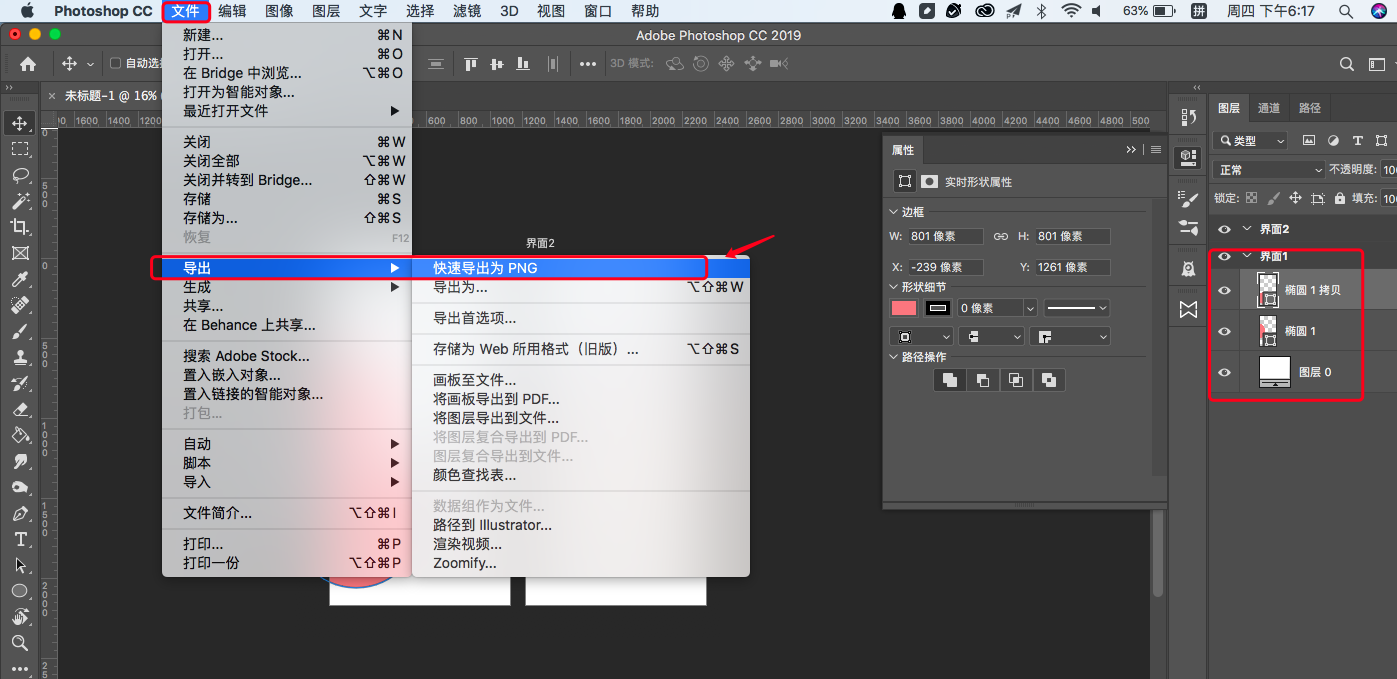 Photoshop CC 文件 编辑 图像 图层 文字 选择 滤镜 3D 视图 窗口 帮助 63% 拼 周四 下午6:17
Adobe Photoshop CC 2019
自动选 3D 模式:
× 未标题-1 @ 16%
1600 1400 1200 600 800 1000 1200 1400 1600 1800 2000 2200 2400 2600 2800 3000 3200 3400 3600 3800 4000 4200 4400 4600 4800 500
新建... ⌘N
打开... ⌘O
在 Bridge 中浏览... ⌥⌘O
打开为智能对象...
最近打开文件
关闭 ⌘W
关闭全部 ⌥⌘W
关闭并转到 Bridge... ⇧⌘W
存储 ⌘S
存储为... ⇧⌘S
恢复 F12
导出
生成
共享...
在 Behance 上共享...
搜索 Adobe Stock...
置入嵌入对象...
置入链接的智能对象...
打包...
自动
脚本
导入
文件简介... ⌥⇧⌘I
打印... ⌘P
打印一份 ⌥⇧⌘P
界面2
快速导出为 PNG
导出为... ⌥⇧⌘W
导出首选项...
存储为 Web 所用格式（旧版）... ⌥⇧⌘S
画板至文件...
将画板导出到 PDF...
将图层导出到文件...
将图层复合导出到 PDF...
图层复合导出到文件...
颜色查找表...
数据组作为文件...
路径到 Illustrator...
渲染视频...
Zoomify...
属性
实时形状属性
边框
W: 801 像素 H: 801 像素
X: -239 像素 Y: 1261 像素
形状细节
0 像素
路径操作
图层 通道 路径
类型
正常 不透明度: 100
锁定: 填充: 100
界面2
界面1
椭圆 1 拷贝
椭圆 1
图层 0
0
500
0
500
1000
1500
2000
25